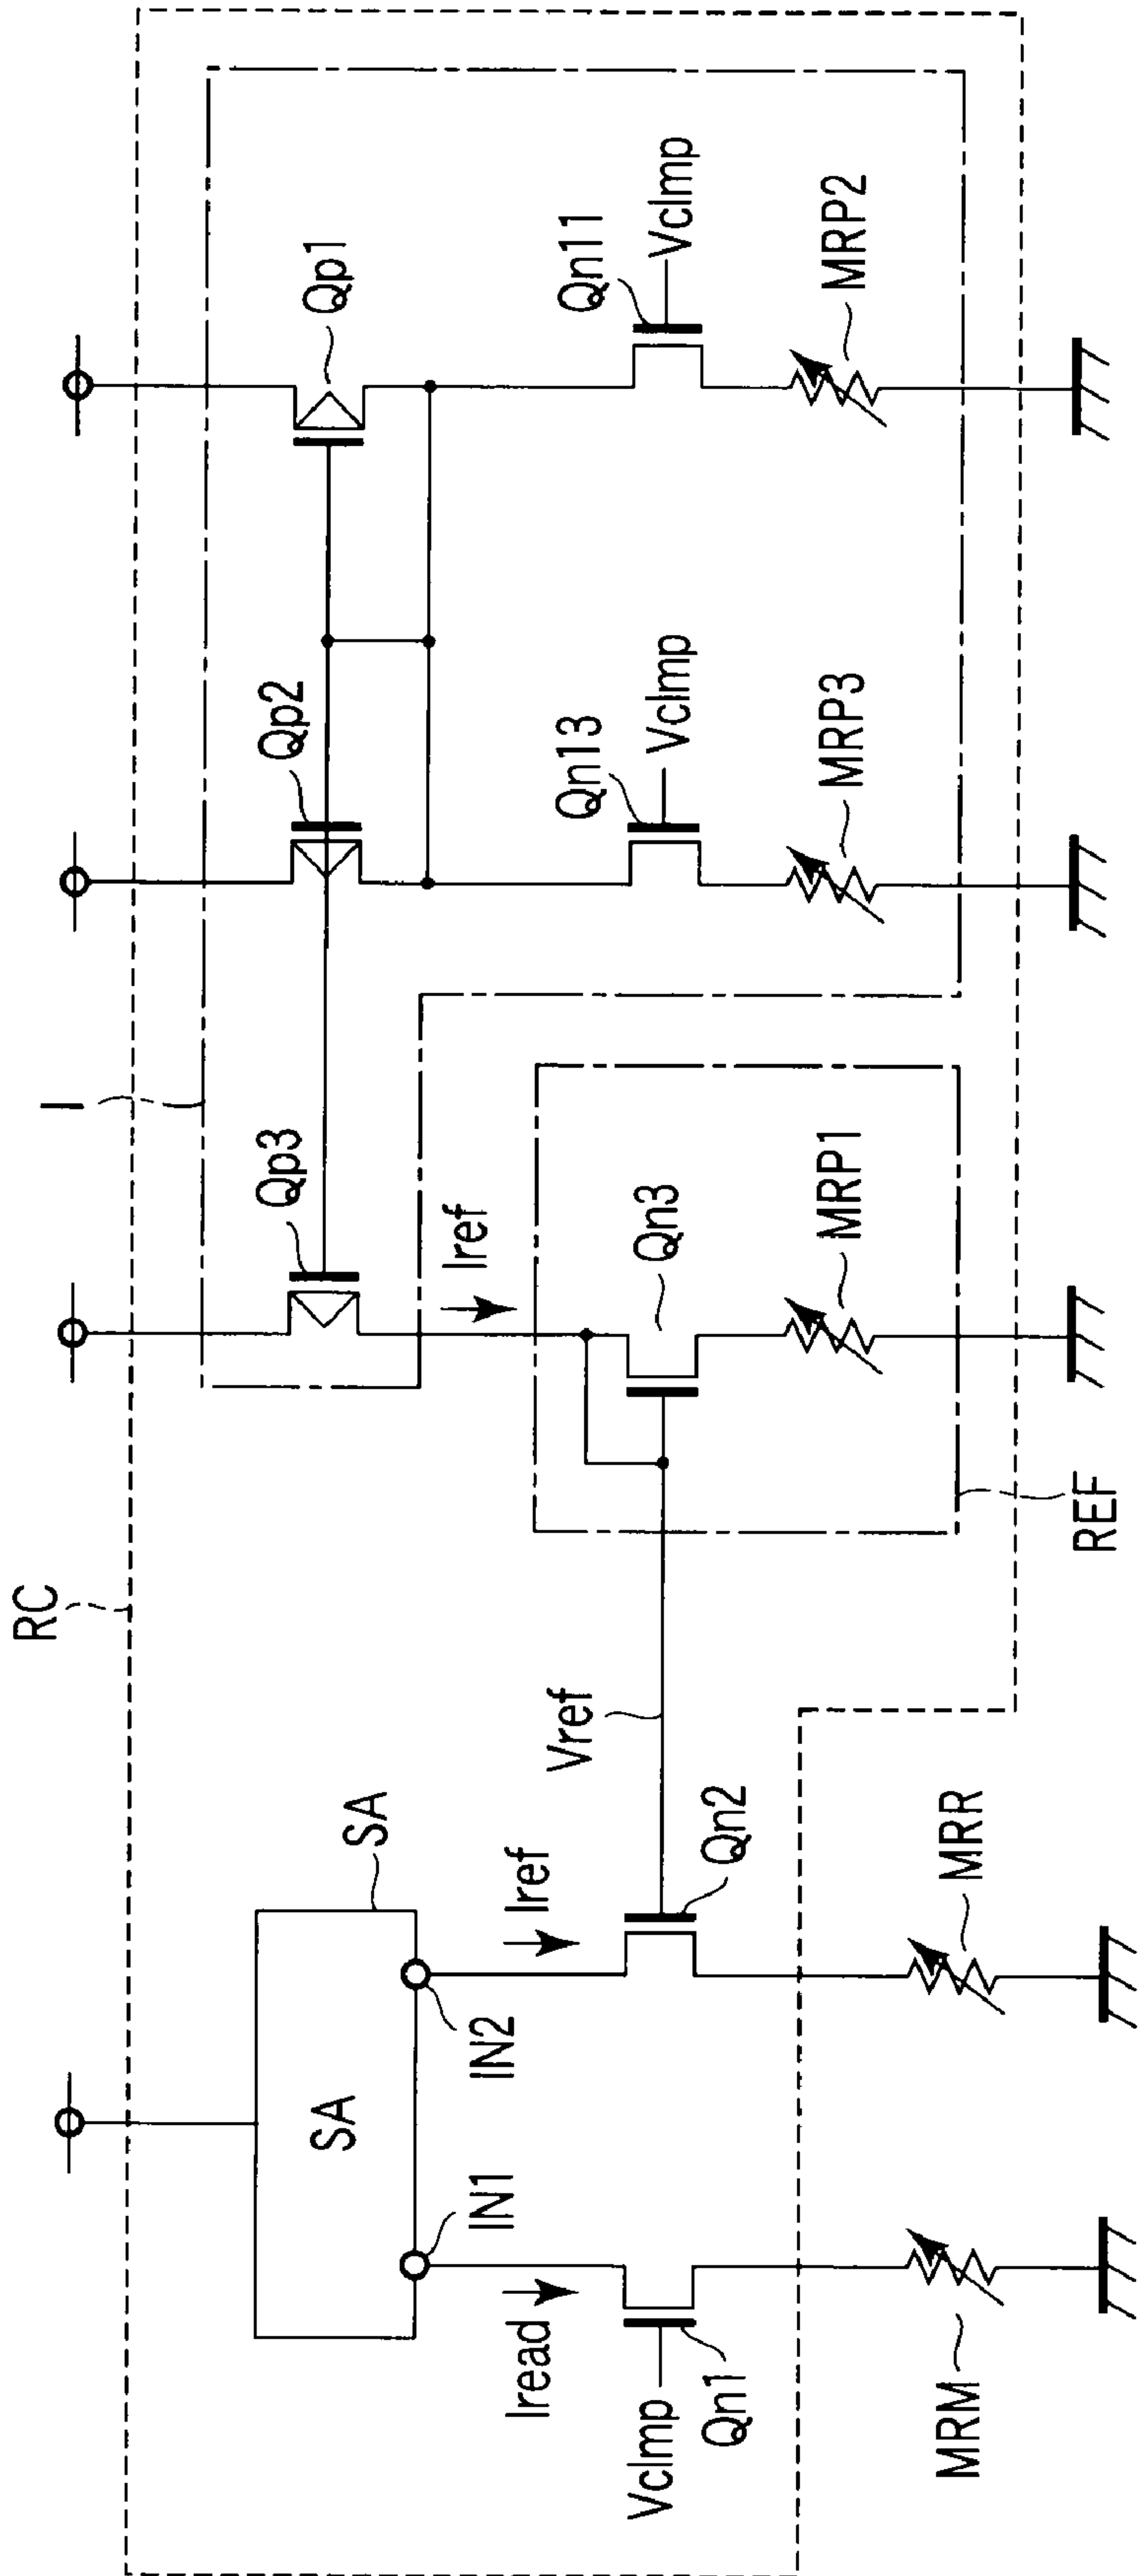 RC
I
SA
SA
IN1
IN2
Iread
Iref
Vclmp
Qn1
Qn2
Vref
MRM
MRR
Qp3
Iref
Qn3
MRP1
REF
Qp2
Qn13
Vclmp
MRP3
Qp1
Qn11
Vclmp
MRP2